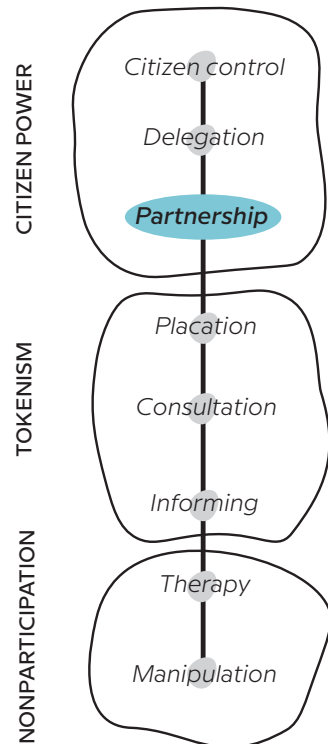 CITIZEN POWER
Citizen control
Delegation
Partnership
TOKENISM
Placation
Consultation
Informing
NONPARTICIPATION
Therapy
Manipulation